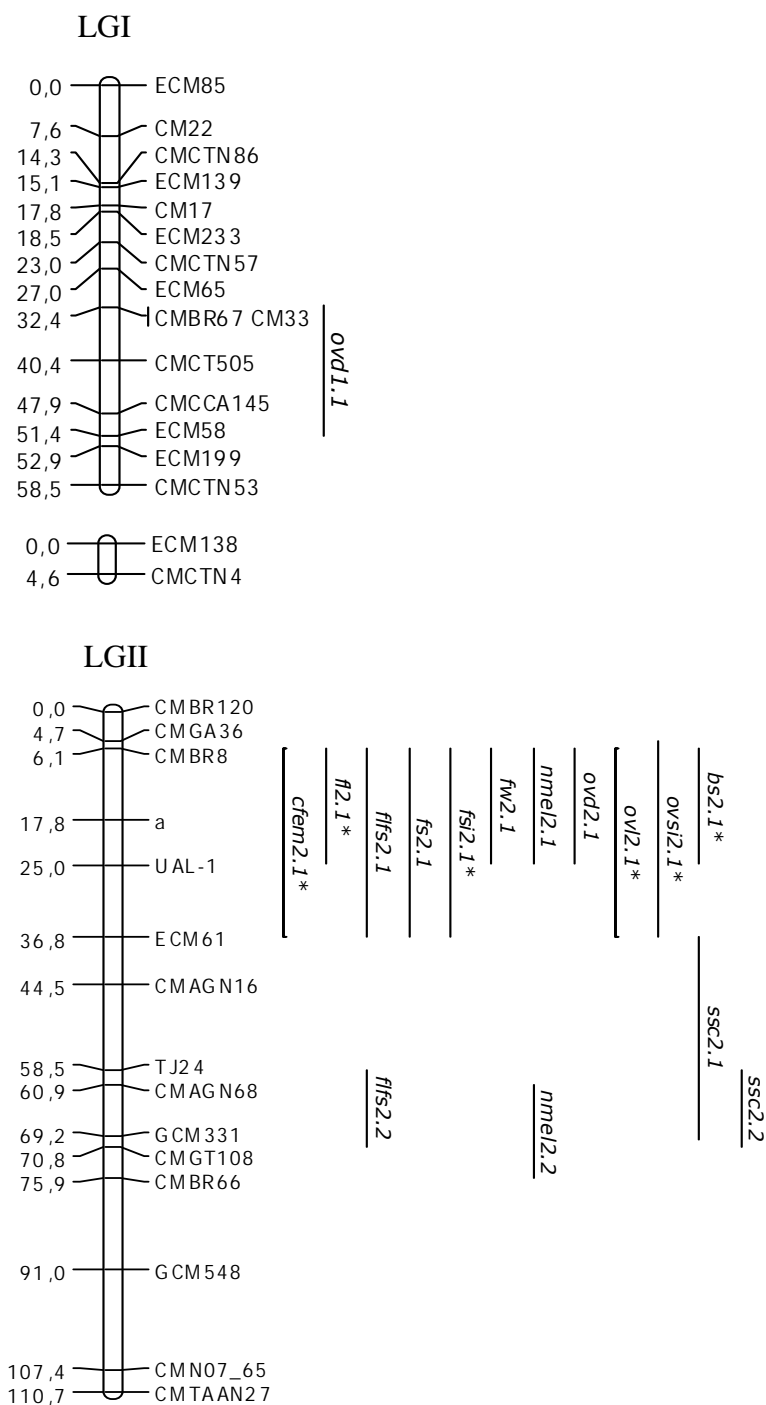 LGI
0,0 ECM85
7,6 CM22
14,3 CMCTN86
15,1 ECM139
17,8 CM17
18,5 ECM233
23,0 CMCTN57
27,0 ECM65
32,4 CMBR67 CM33
40,4 CMCT505
47,9 CMCCA145
51,4 ECM58
52,9 ECM199
58,5 CMCTN53
ovd1.1
0,0 ECM138
4,6 CMCTN4
LGII
0,0 CMBR120
4,7 CMGA36
6,1 CMBR8
17,8 a
25,0 UAL-1
36,8 ECM61
44,5 CMAGN16
58,5 TJ24
60,9 CMAGN68
69,2 GCM331
70,8 CMGT108
75,9 CMBR66
91,0 GCM548
107,4 CMN07_65
110,7 CMTAAN27
cfem2.1*
fl2.1*
flfs2.1
fs2.1
fsi2.1*
fw2.1
nmel2.1
ovd2.1
ovl2.1*
ovsi2.1*
bs2.1*
ssc2.1
flfs2.2
nmel2.2
ssc2.2